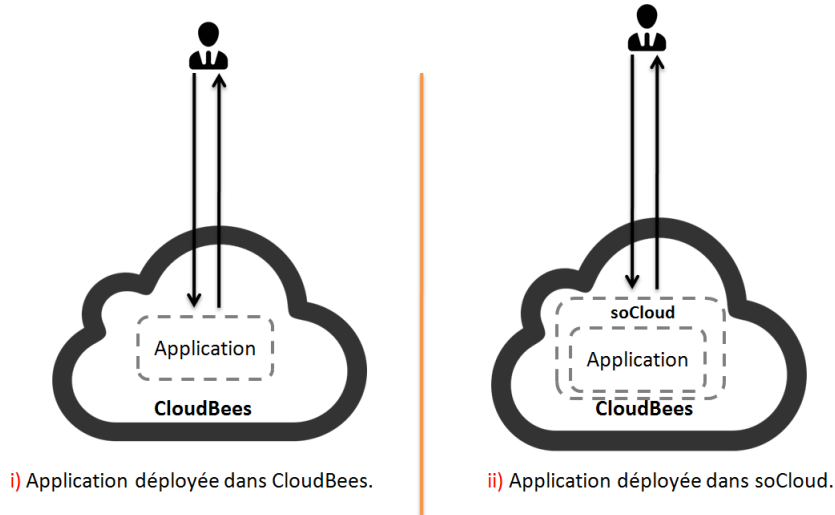 Application
CloudBees
i) Application déployée dans CloudBees.
soCloud
Application
CloudBees
ii) Application déployée dans soCloud.